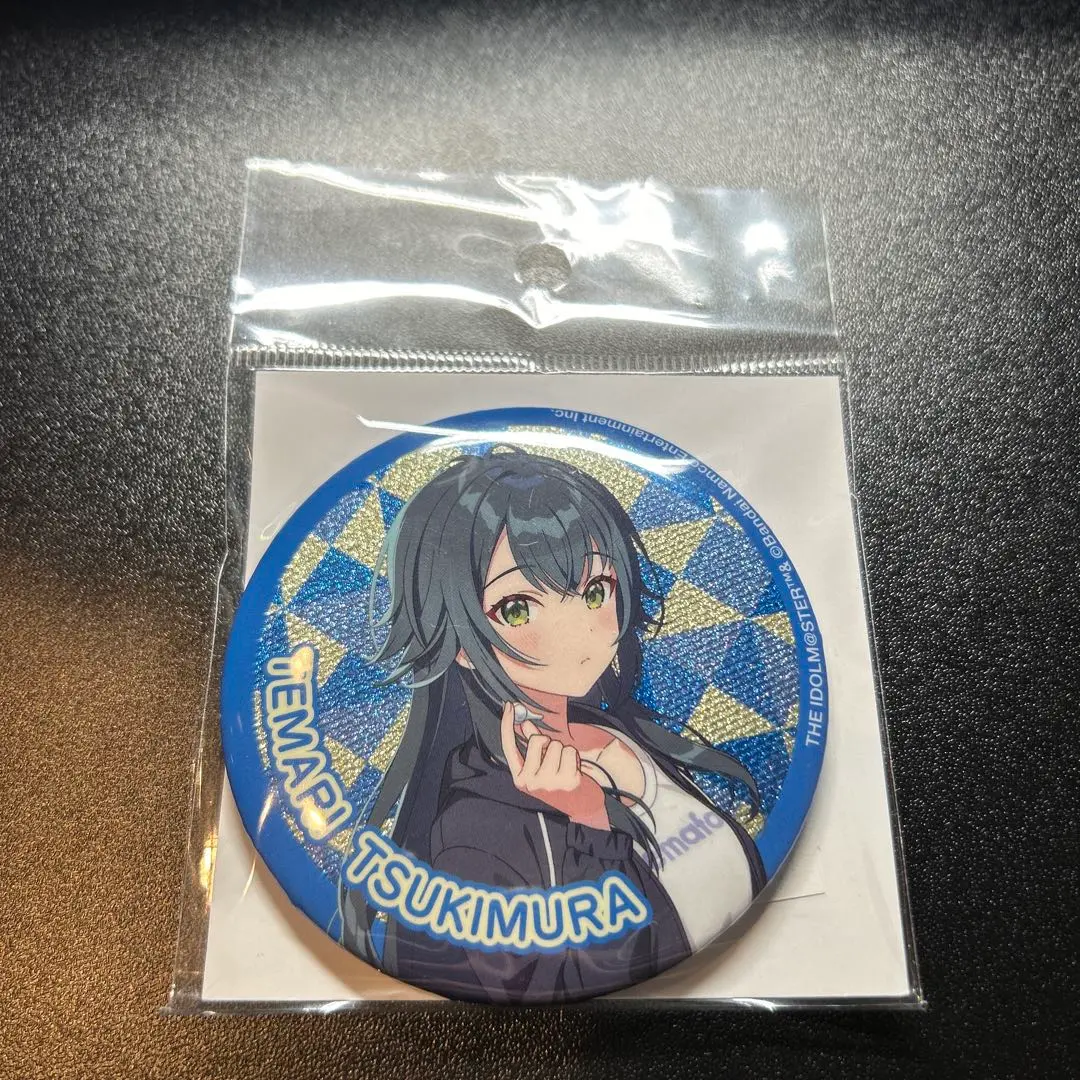 TEMARI
TSUKIMURA
THE IDOLM@STER™& ©Bandai Namco Entertainment Inc.